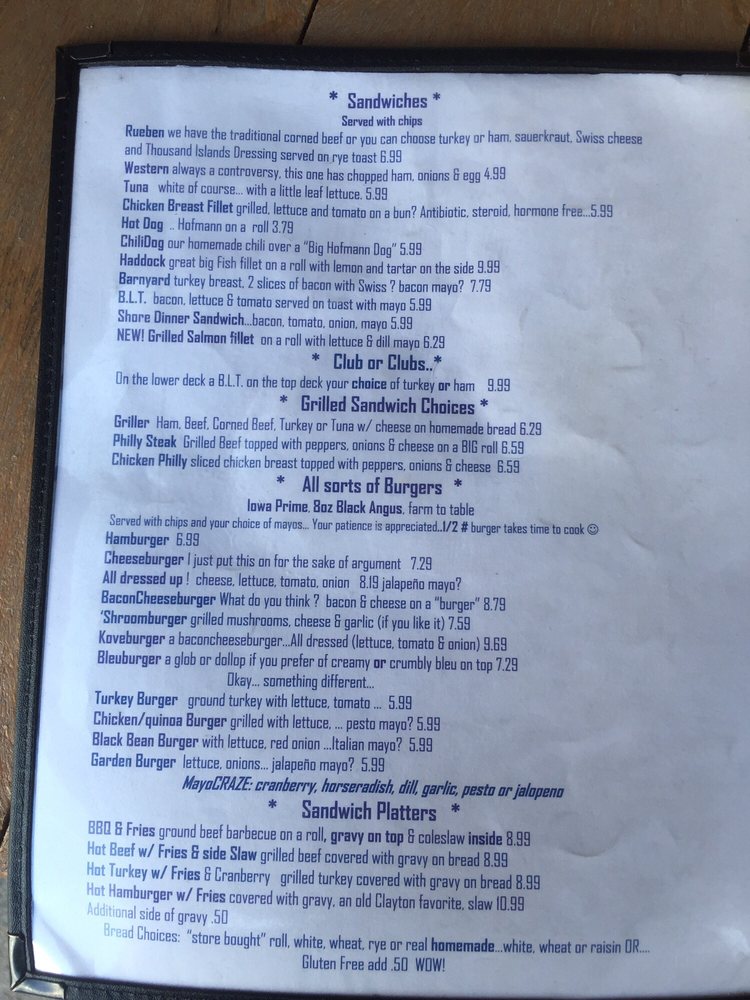 * Sandwiches *
Served with chips
Rueben we have the traditional corned beef or you can choose turkey or ham, sauerkraut, Swiss cheese
and Thousand Islands Dressing served on rye toast 6.99
Western always a controversy, this one has chopped ham, onions & egg 4.99
Tuna white of course... with a little leaf lettuce. 5.99
Chicken Breast Fillet grilled, lettuce and tomato on a bun? Antibiotic, steroid, hormone free...5.99
Hot Dog .. Hofmann on a roll 3.79
ChiliDog our homemade chili over a "Big Hofmann Dog" 5.99
Haddock great big Fish fillet on a roll with lemon and tartar on the side 9.99
Barnyard turkey breast, 2 slices of bacon with Swiss ? bacon mayo? 7.79
B.L.T. bacon, lettuce & tomato served on toast with mayo 5.99
Shore Dinner Sandwich...bacon, tomato, onion, mayo 5.99
NEW! Grilled Salmon fillet on a roll with lettuce & dill mayo 6.29
* Club or Clubs..*
On the lower deck a B.L.T. on the top deck your choice of turkey or ham 9.99
* Grilled Sandwich Choices *
Griller Ham, Beef, Corned Beef, Turkey or Tuna w/ cheese on homemade bread 6.29
Philly Steak Grilled Beef topped with peppers, onions & cheese on a BIG roll 6.59
Chicken Philly sliced chicken breast topped with peppers, onions & cheese 6.59
* All sorts of Burgers *
Iowa Prime, 8oz Black Angus, farm to table
Served with chips and your choice of mayos... Your patience is appreciated..1/2 # burger takes time to cook ☺
Hamburger 6.99
Cheeseburger I just put this on for the sake of argument 7.29
All dressed up ! cheese, lettuce, tomato, onion 8.19 jalapeño mayo?
BaconCheeseburger What do you think ? bacon & cheese on a "burger" 8.79
'Shroomburger grilled mushrooms, cheese & garlic (if you like it) 7.59
Koveburger a baconcheeseburger...All dressed (lettuce, tomato & onion) 9.69
Bleuburger a glob or dollop if you prefer of creamy or crumbly bleu on top 7.29
Okay... something different...
Turkey Burger ground turkey with lettuce, tomato ... 5.99
Chicken/quinoa Burger grilled with lettuce, ... pesto mayo? 5.99
Black Bean Burger with lettuce, red onion ...Italian mayo? 5.99
Garden Burger lettuce, onions... jalapeño mayo? 5.99
MayoCRAZE: cranberry, horseradish, dill, garlic, pesto or jalopeno
* Sandwich Platters *
BBQ & Fries ground beef barbecue on a roll, gravy on top & coleslaw inside 8.99
Hot Beef w/ Fries & side Slaw grilled beef covered with gravy on bread 8.99
Hot Turkey w/ Fries & Cranberry grilled turkey covered with gravy on bread 8.99
Hot Hamburger w/ Fries covered with gravy, an old Clayton favorite, slaw 10.99
Additional side of gravy .50
Bread Choices: "store bought" roll, white, wheat, rye or real homemade...white, wheat or raisin OR....
Gluten Free add .50 WOW!